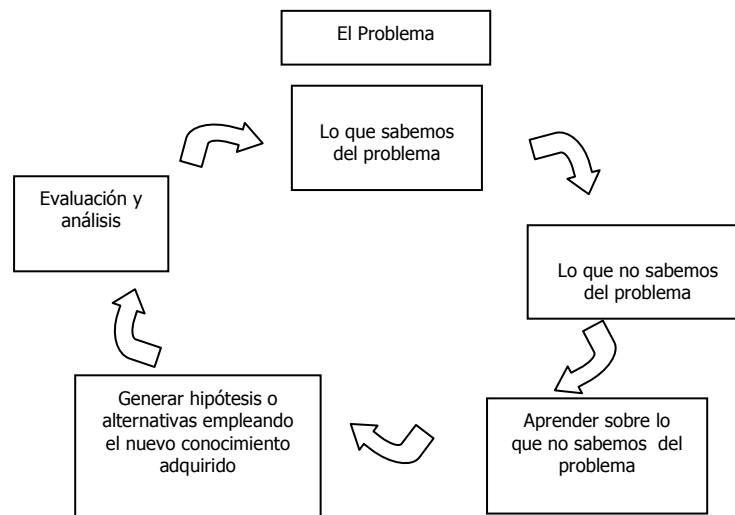 El Problema
Lo que sabemos
del problema
Lo que no sabemos
del problema
Aprender sobre lo
que no sabemos del
problema
Generar hipótesis o
alternativas empleando
el nuevo conocimiento
adquirido
Evaluación y
análisis